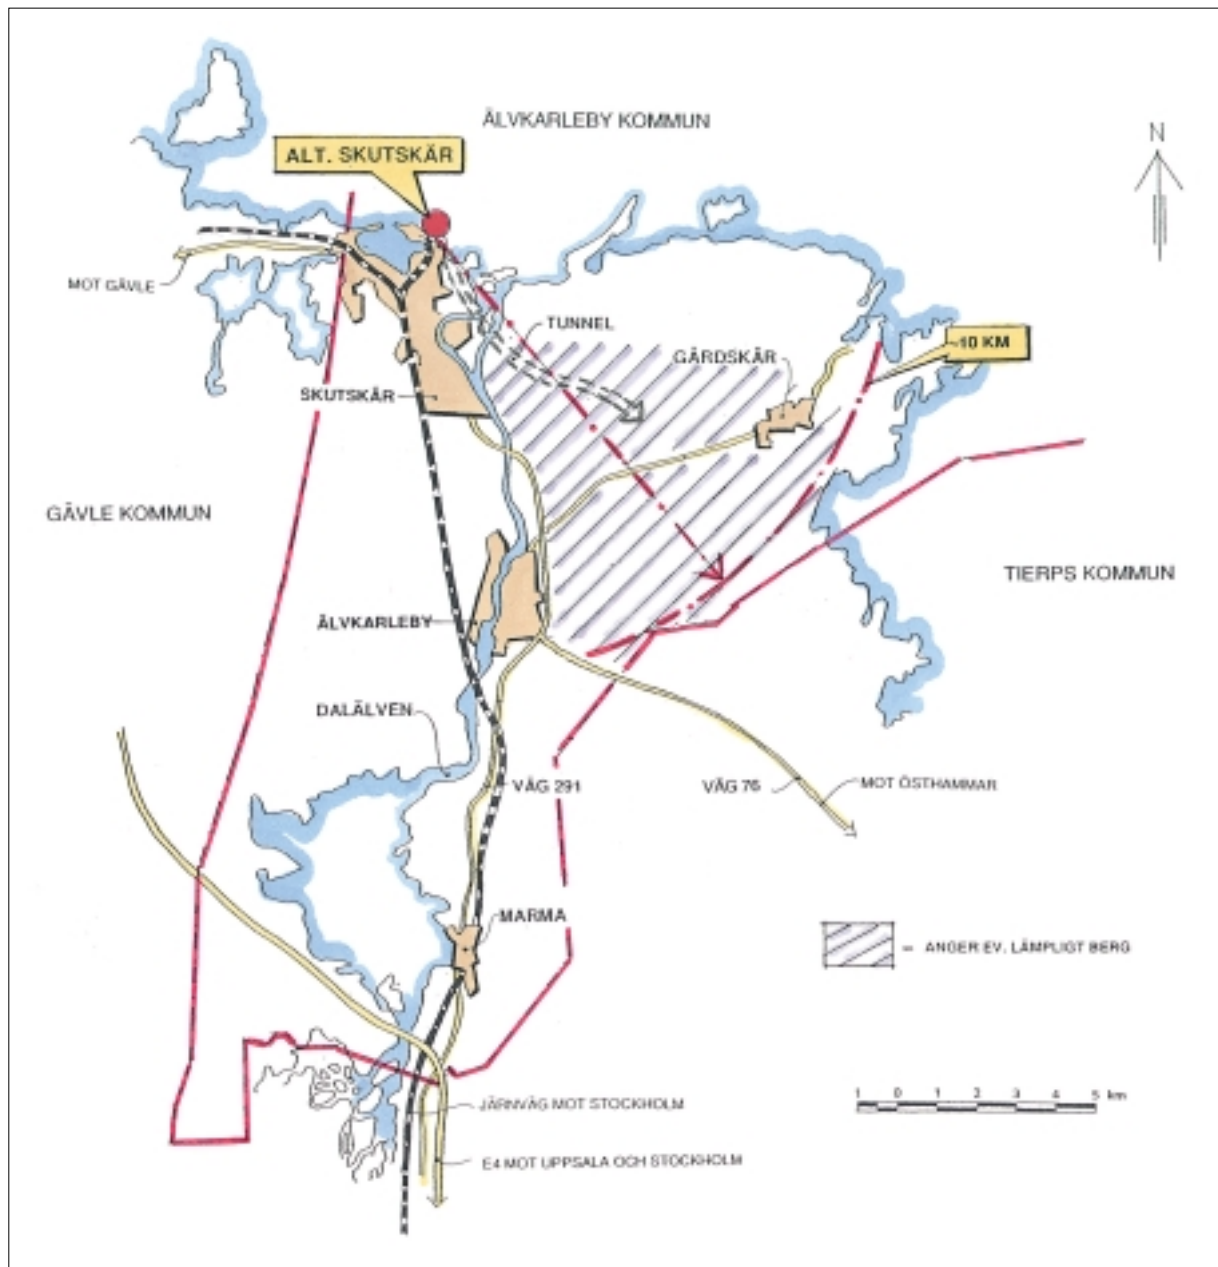 ÄLVKARLEBY KOMMUN
N
ALT. SKUTSKÄR
MOT GÄVLE
TUNNEL
GÅRDSKÄR
~10 KM
SKUTSKÄR
GÄVLE KOMMUN
TIERPS KOMMUN
ÄLVKARLEBY
DALÄLVEN
VÄG 291
VÄG 76
MOT ÖSTHAMMAR
MARMA
= ANGER EV. LÄMPLIGT BERG
1 0 1 2 3 4 5 km
JÄRNVÄG MOT STOCKHOLM
E4 MOT UPPSALA OCH STOCKHOLM